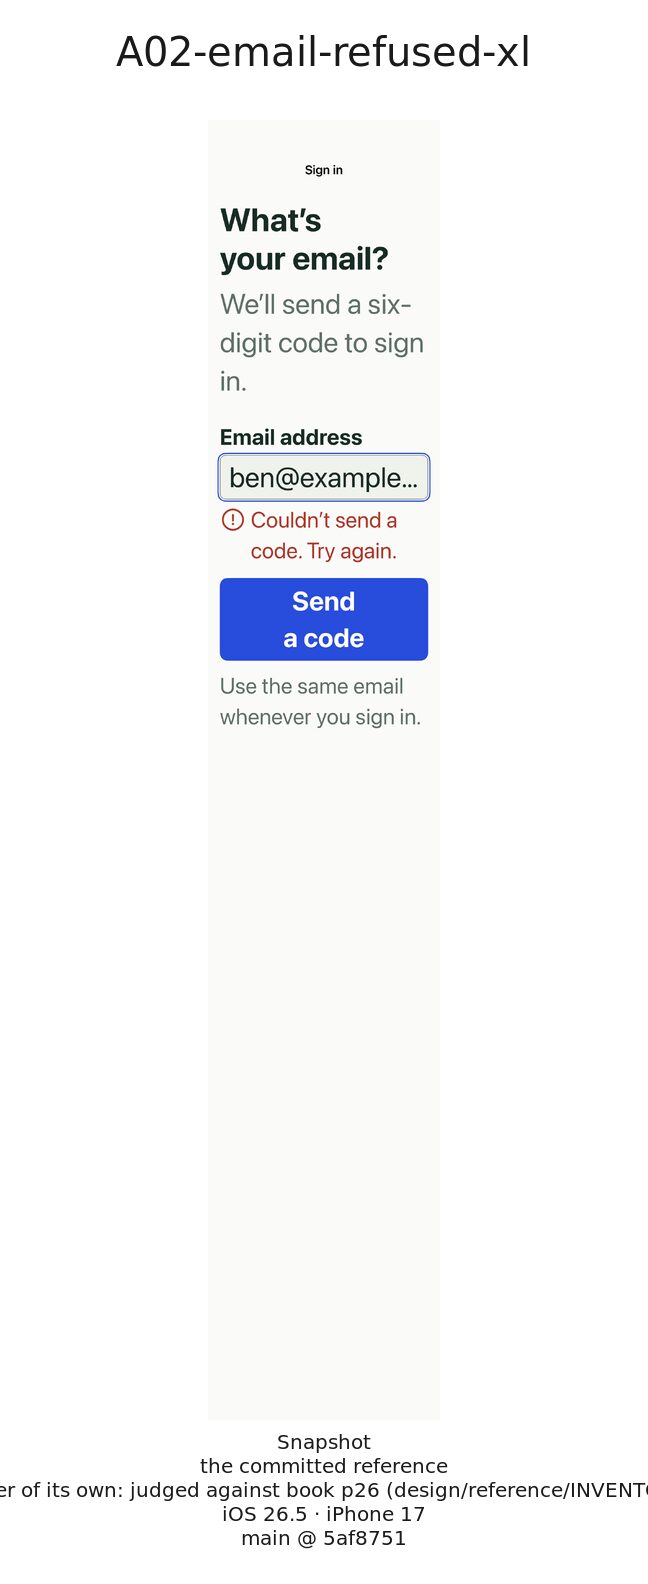 A02-email-refused-xl
Sign in
What’s
your email?
We’ll send a six-
digit code to sign
in.
Email address
ben@example…
Couldn’t send a
code. Try again.
Send
a code
Use the same email
whenever you sign in.
Snapshot
the committed reference
of its own: judged against book p26 (design/reference/
iOS 26.5 · iPhone 17
main @ 5af8751